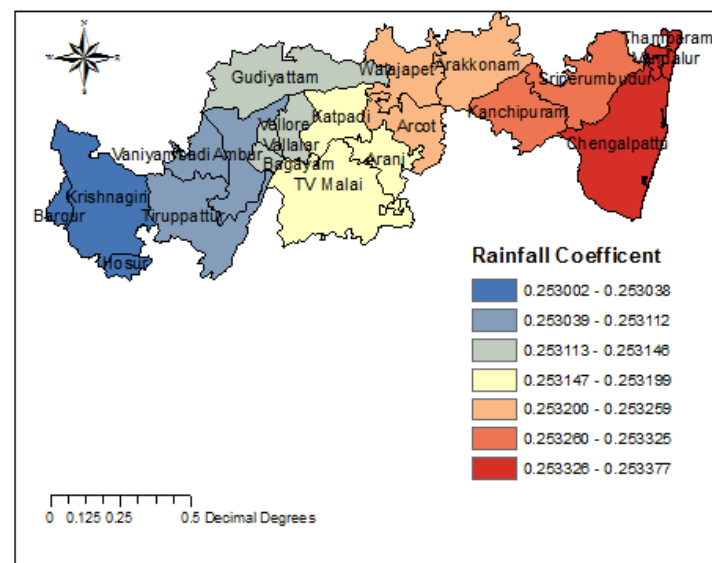 N
Thamparam
Vandalur
Gudiyattam
Walajapet
Arakkonam
Sriperumbudur
Vellore
Katpadi
Kanchipuram
Arcot
Vallalar
Chengalpattu
Vaniyambadi
Ambur
Bagayam
Arani
TV Malai
Krishnagiri
Bargur
Tiruppattur
Hosur
Rainfall Coefficent
0.253002 - 0.253038
0.253039 - 0.253112
0.253113 - 0.253146
0.253147 - 0.253199
0.253200 - 0.253259
0.253260 - 0.253325
0.253326 - 0.253377
0 0.125 0.25 0.5 Decimal Degrees